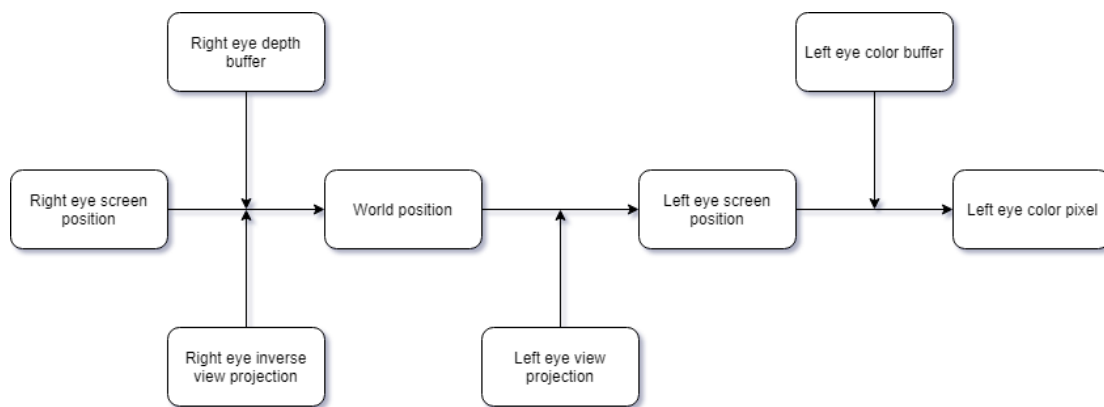 Right eye depth
buffer
Left eye color buffer
Right eye screen
position
World position
Left eye screen
position
Left eye color pixel
Right eye inverse
view projection
Left eye view
projection